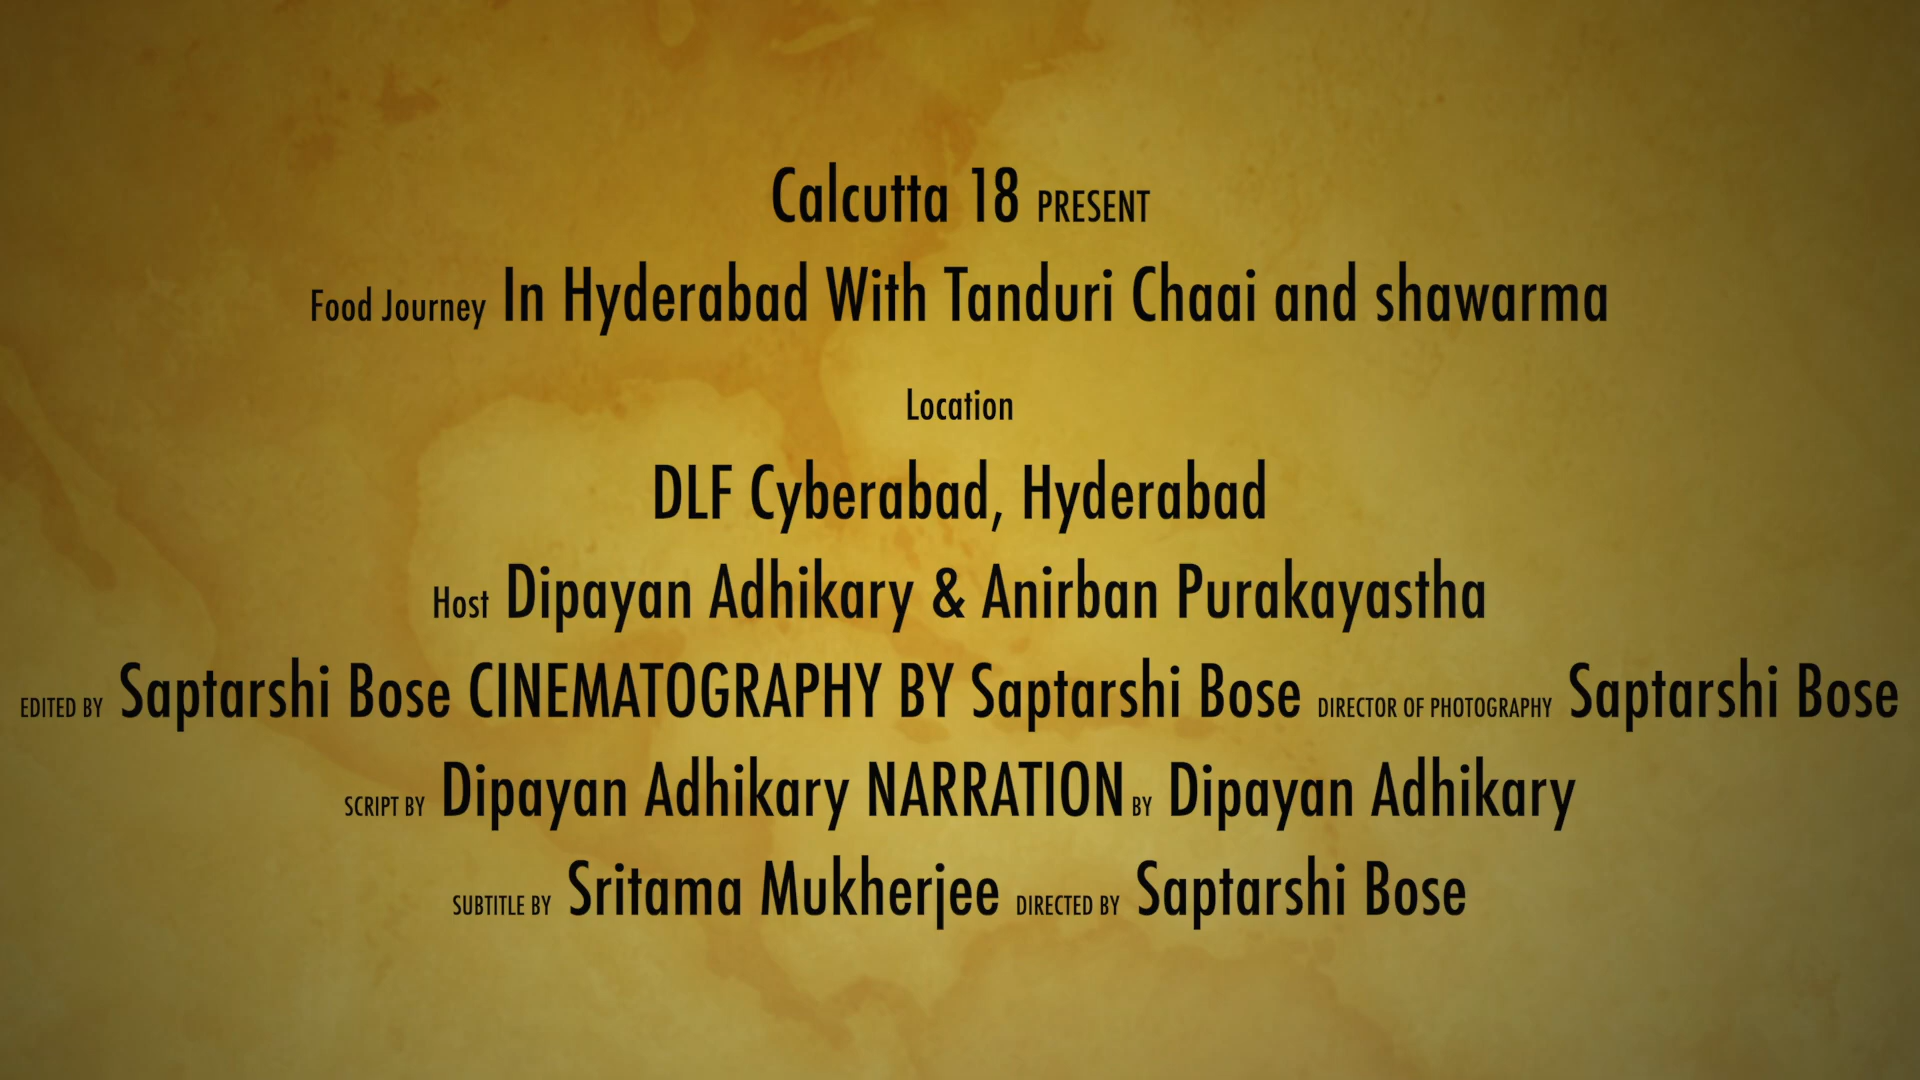 Calcutta 18 PRESENT
Food Journey In Hyderabad With Tanduri Chaai and shawarma
Location
DLF Cyberabad, Hyderabad
Host Dipayan Adhikary & Anirban Purakayastha
EDITED BY Saptarshi Bose CINEMATOGRAPHY BY Saptarshi Bose DIRECTOR OF PHOTOGRAPHY Saptarshi Bose
SCRIPT BY Dipayan Adhikary NARRATION BY Dipayan Adhikary
SUBTITLE BY Sritama Mukherjee DIRECTED BY Saptarshi Bose